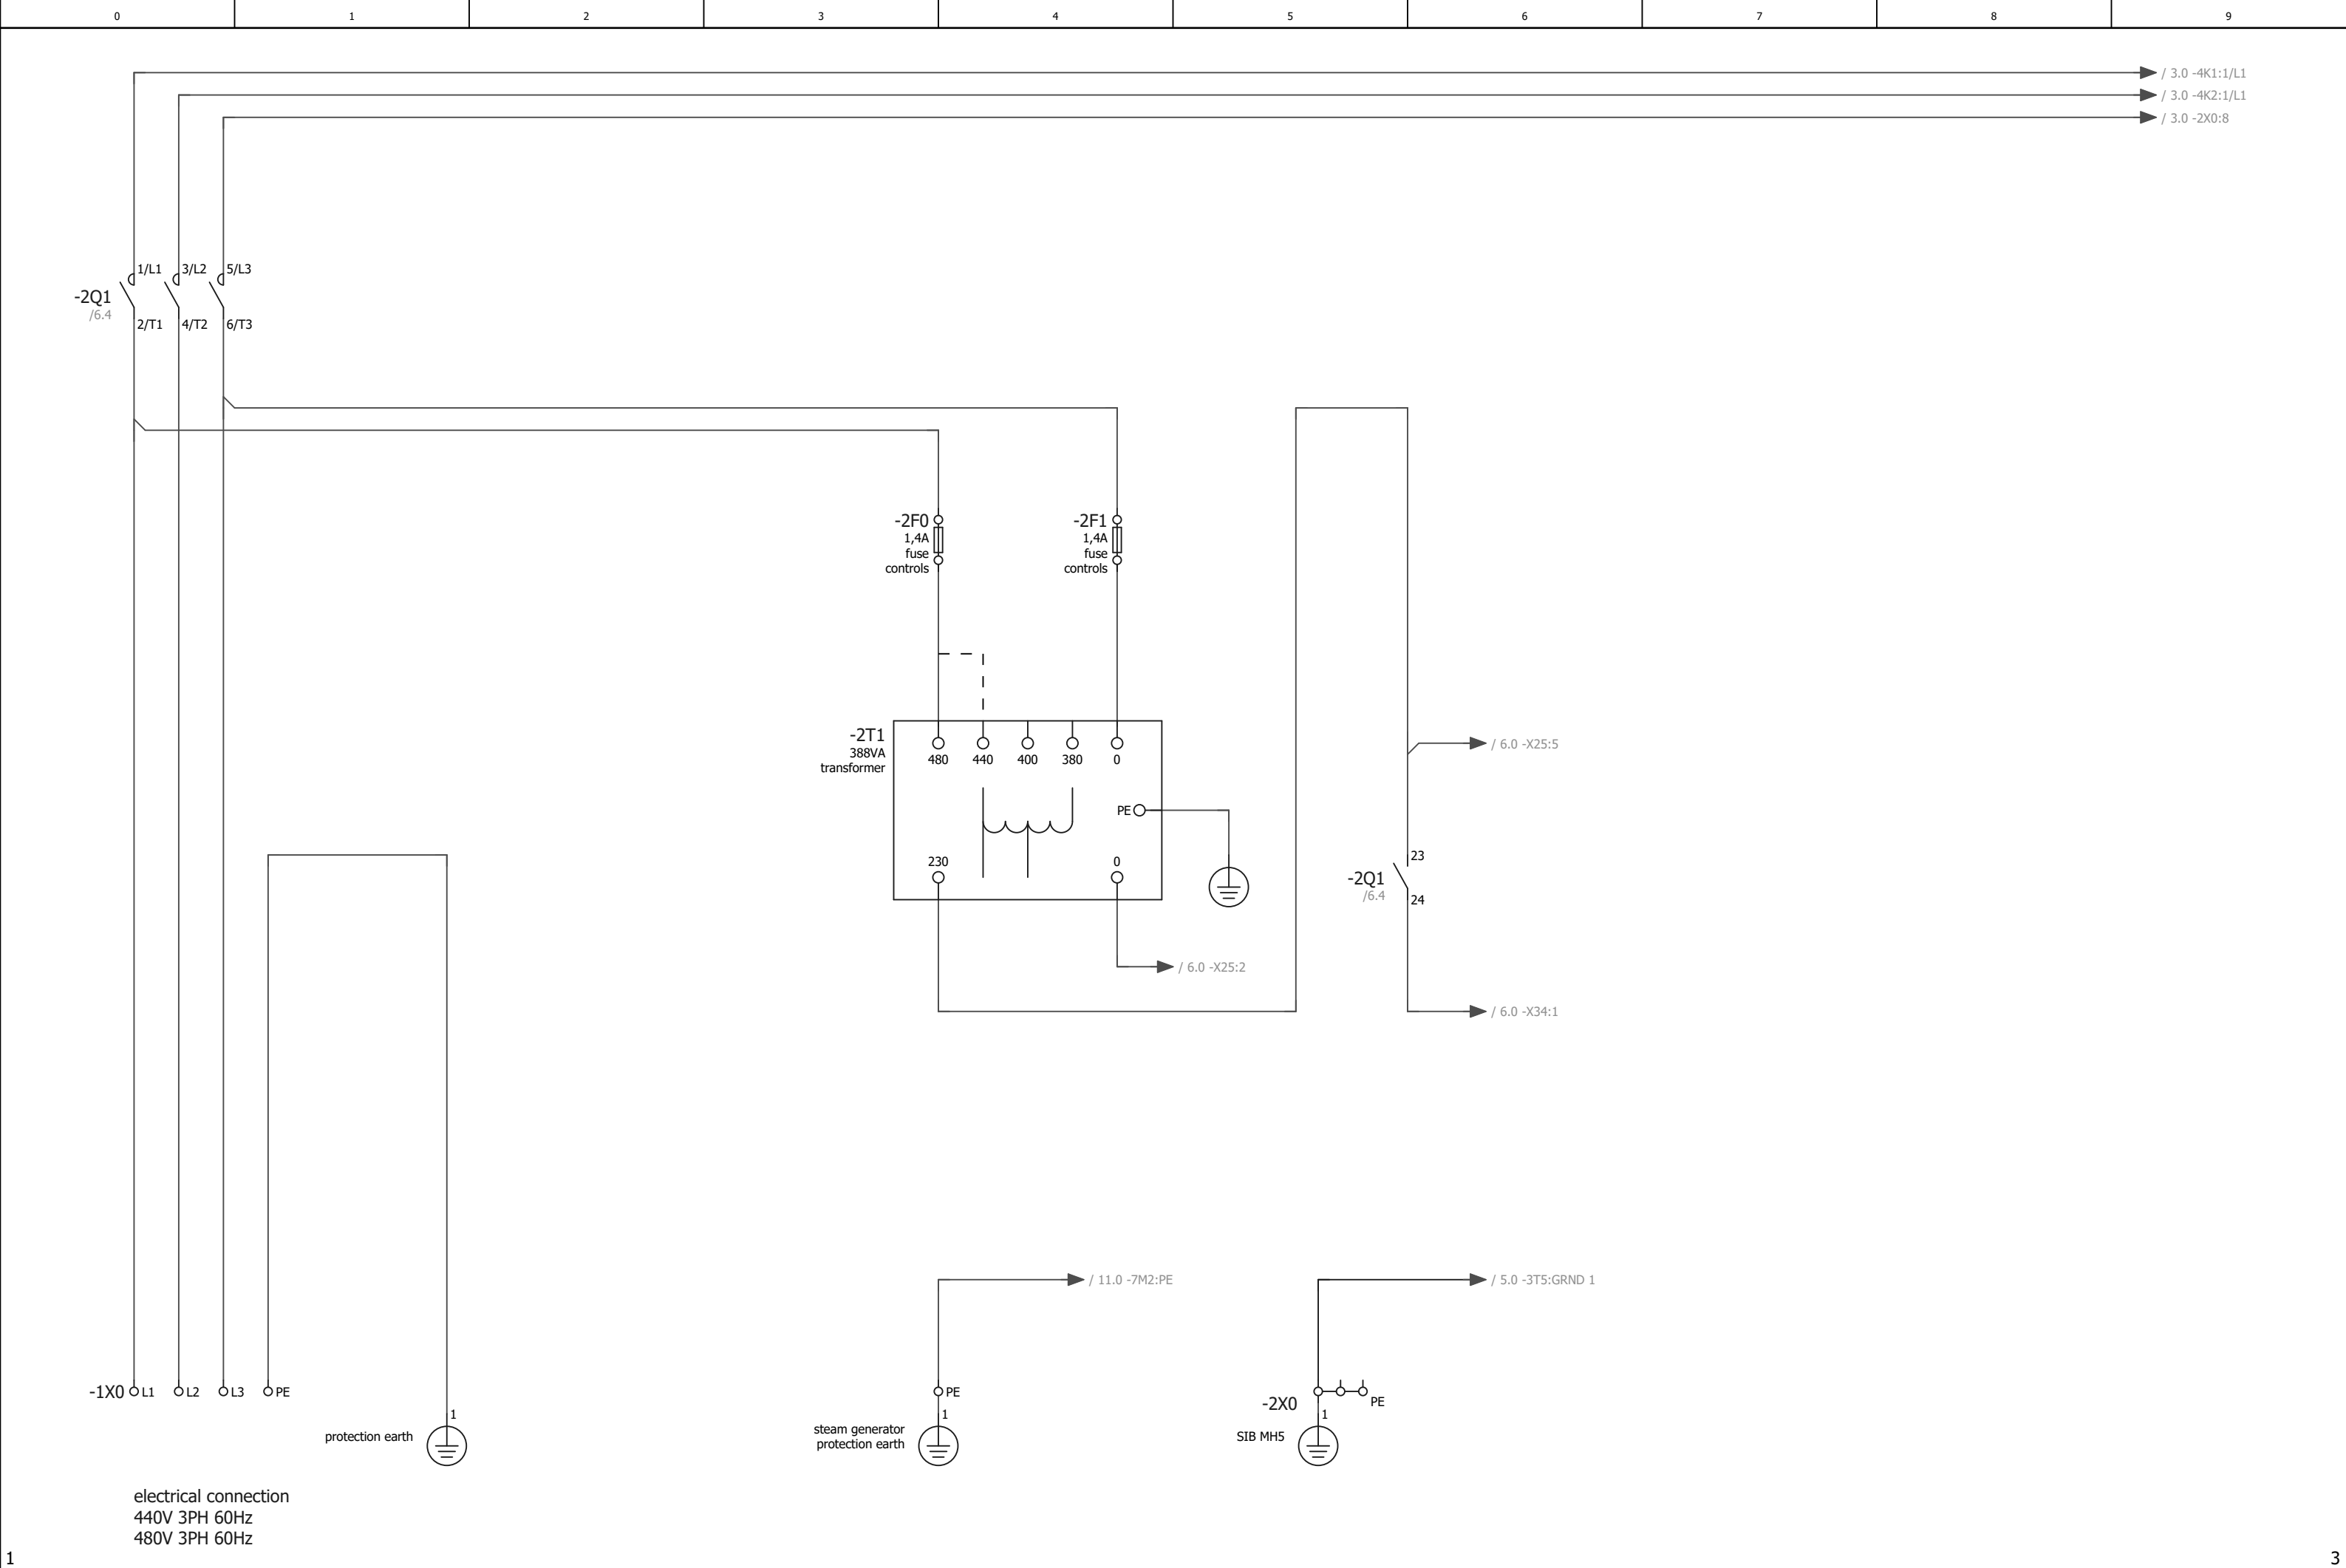 0 1 2 3 4 5 6 7 8 9
/ 3.0 -4K1:1/L1
/ 3.0 -4K2:1/L1
/ 3.0 -2X0:8
1/L1 3/L2 5/L3
-2Q1
/6.4
2/T1 4/T2 6/T3
-2F0
1,4A
fuse
controls
-2F1
1,4A
fuse
controls
-2T1
388VA
transformer
480 440 400 380 0
PE
230 0
/ 6.0 -X25:5
23
-2Q1
/6.4
24
/ 6.0 -X25:2
/ 6.0 -X34:1
/ 11.0 -7M2:PE
/ 5.0 -3T5:GRND 1
-1X0 L1 L2 L3 PE
1
protection earth
PE
1
steam generator
protection earth
-2X0
PE
1
SIB MH5
electrical connection
440V 3PH 60Hz
480V 3PH 60Hz
1
3